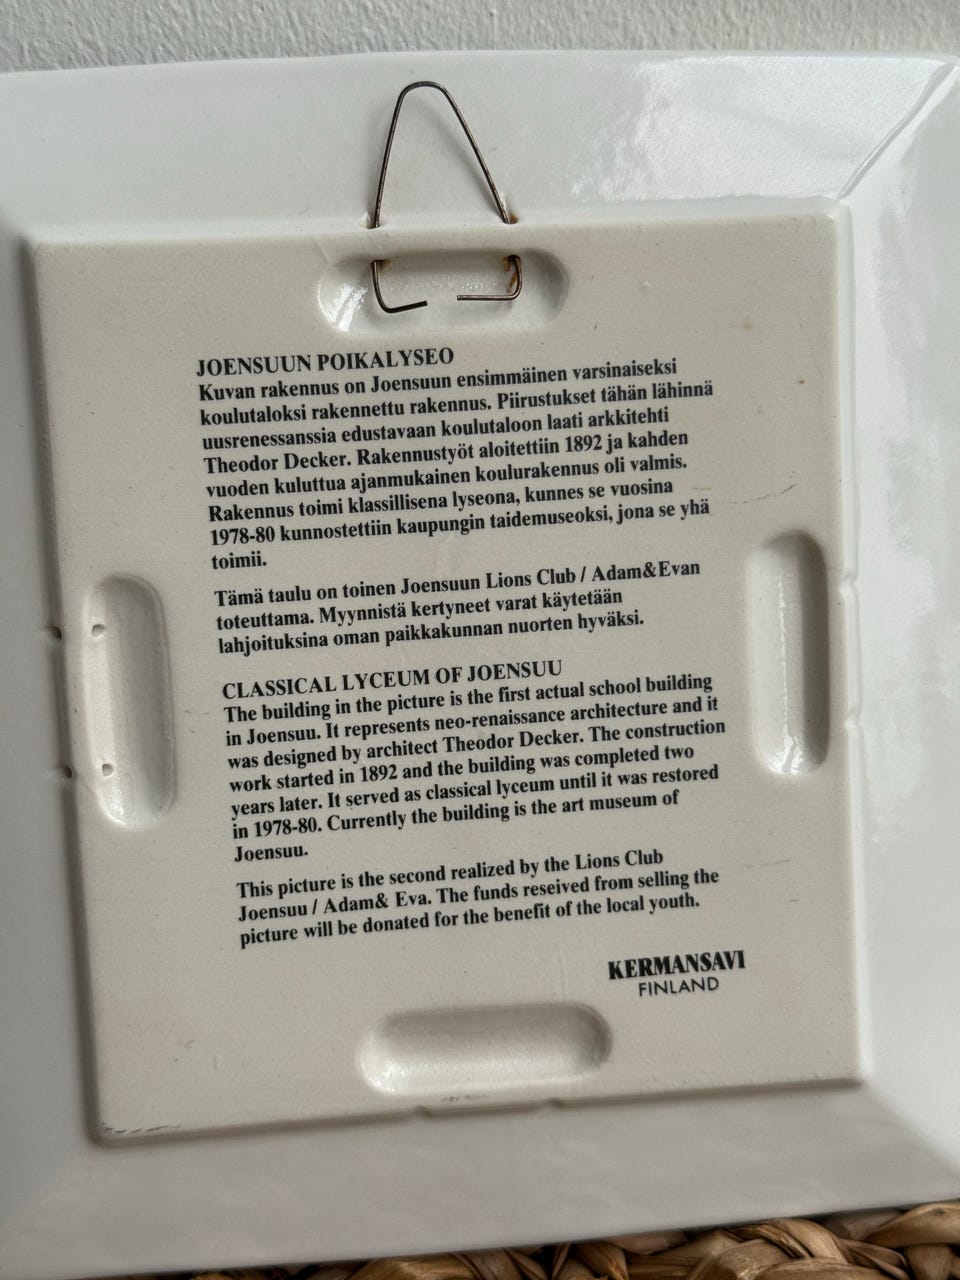 JOENSUUN POIKALYSEO
Kuvan rakennus on Joensuun ensimmäinen varsinaiseksi
koulutaloksi rakennettu rakennus. Piirustukset tähän lähinnä
uusrenessanssia edustavaan koulutaloon laati arkkitehti
Theodor Decker. Rakennustyöt aloitettiin 1892 ja kahden
vuoden kuluttua ajanmukainen koulurakennus oli valmis.
Rakennus toimi klassillisena lyseona, kunnes se vuosina
1978-80 kunnostettiin kaupungin taidemuseoksi, jona se yhä
toimii.
Tämä taulu on toinen Joensuun Lions Club / Adam&Evan
toteuttama. Myynnistä kertyneet varat käytetään
lahjoituksina oman paikkakunnan nuorten hyväksi.
CLASSICAL LYCEUM OF JOENSUU
The building in the picture is the first actual school building
in Joensuu. It represents neo-renaissance architecture and it
was designed by architect Theodor Decker. The construction
work started in 1892 and the building was completed two
years later. It served as classical lyceum until it was restored
in 1978-80. Currently the building is the art museum of
Joensuu.
This picture is the second realized by the Lions Club
Joensuu / Adam& Eva. The funds reseived from selling the
picture will be donated for the benefit of the local youth.
KERMANSAVI
FINLAND